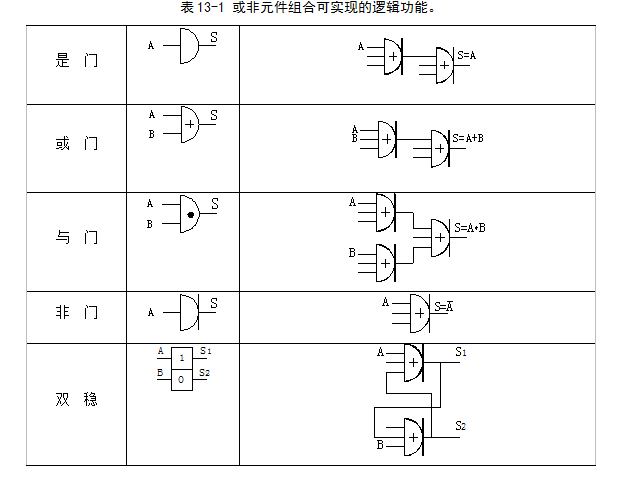 表13-1 或非元件组合可实现的逻辑功能。
是 门
A S
A S=A
+ +
或 门
A S
B +
A
B S=A+B
+ +
与 门
A S
B
A
+ S=A•B
+
B
+
非 门
A S
A S=A̅
+
双 稳
A 1 S1
B 0 S2
A S1
+
S2
+
B